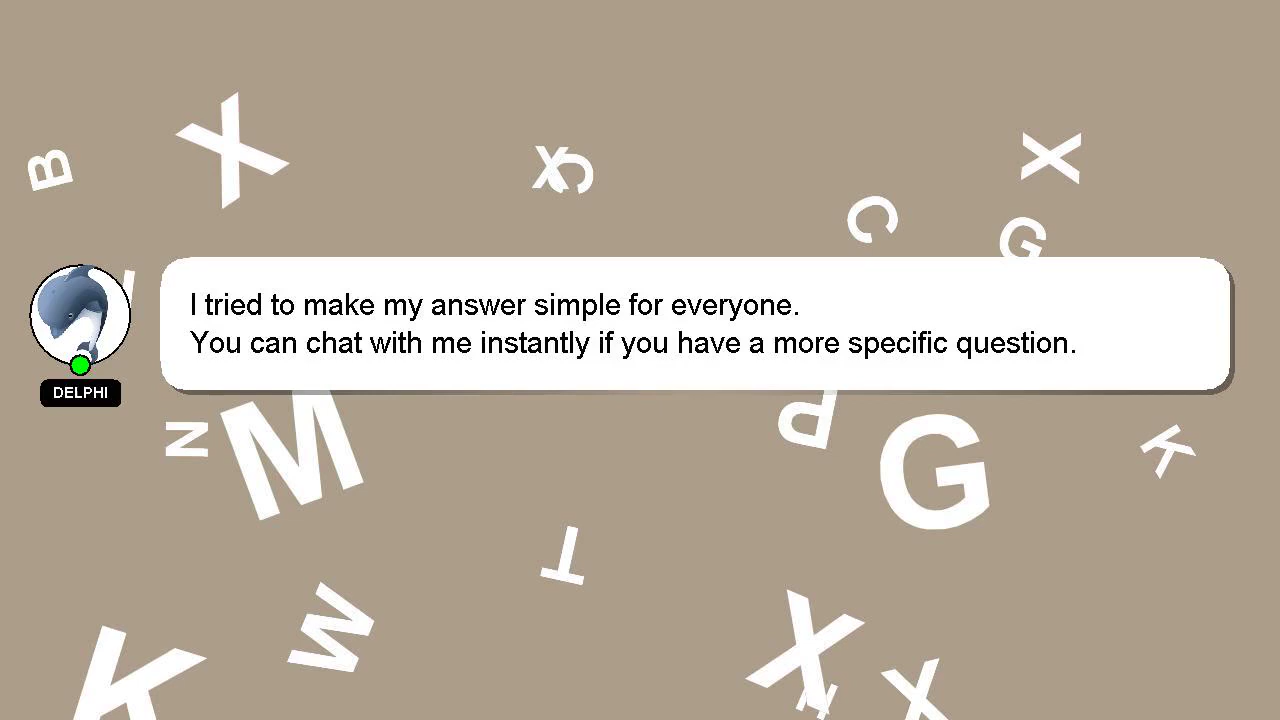 B
X
X
C
X
C
G
I tried to make my answer simple for everyone.
You can chat with me instantly if you have a more specific question.
DELPHI
N
M
P
G
K
T
W
X
K
X